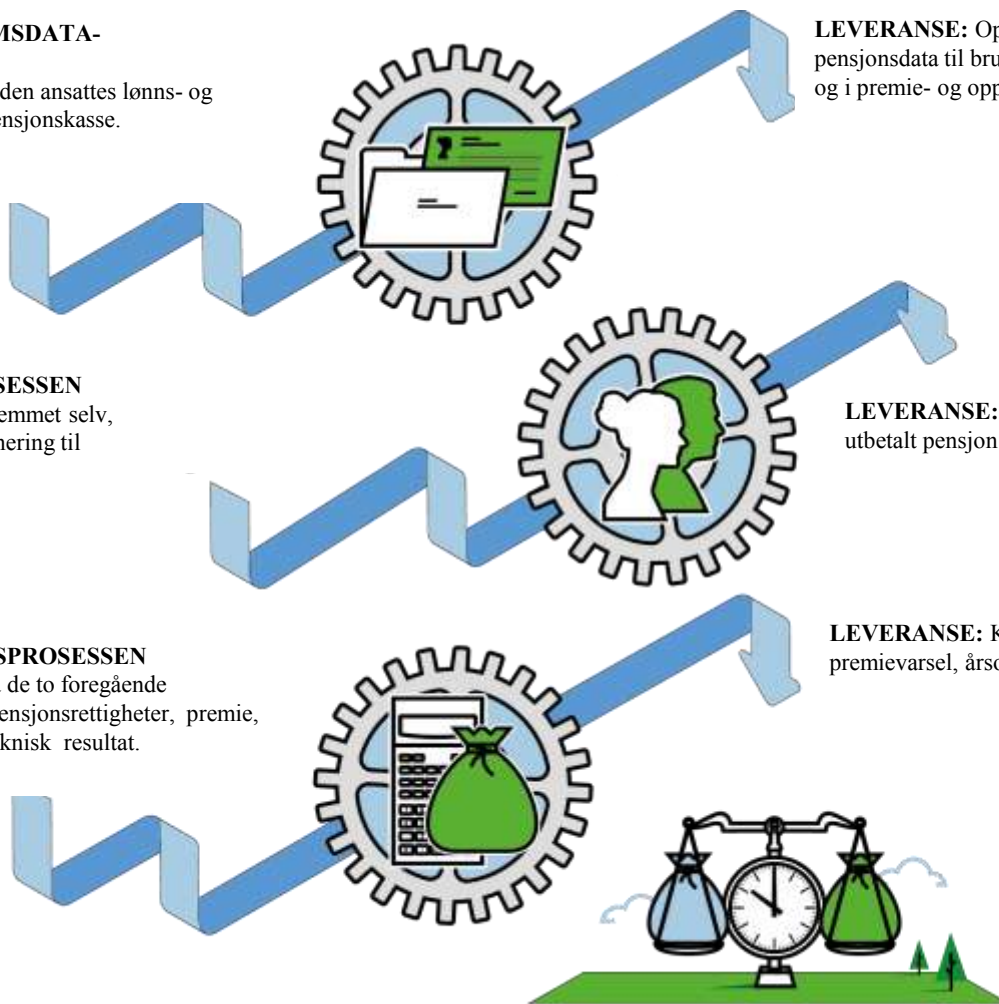 MSDATA-
den ansattes lønns- og
ensjonskasse.
LEVERANSE: Op
pensjonsdata til bru
og i premie- og opp
SESSEN
emmet selv,
nering til
LEVERANSE:
utbetalt pensjon
SPROSESSEN
de to foregående
ensjonsrettigheter, premie,
knisk resultat.
LEVERANSE: K
premievarsel, årso